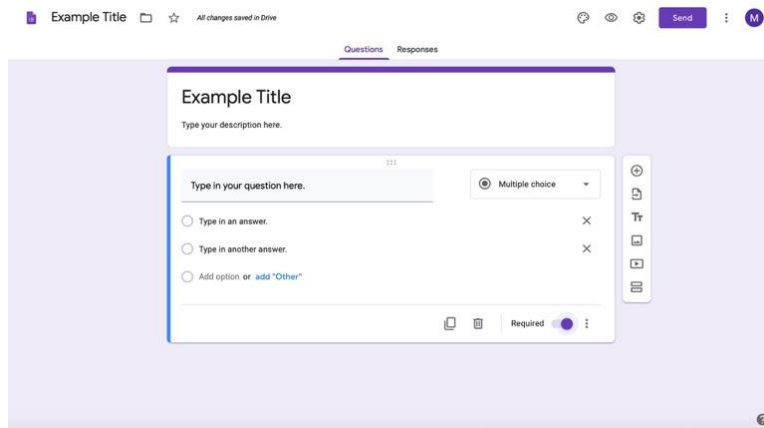 Example Title
All changes saved in Drive
Send
M
Questions
Responses
Example Title
Type your description here.
Type in your question here.
Multiple choice
Type in an answer.
Type in another answer.
Add option or add "Other"
Required
Tт